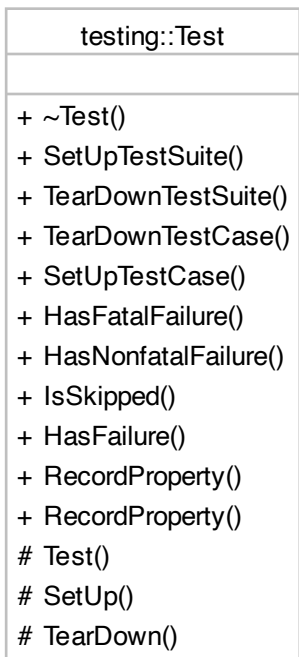 testing::Test
+ ~Test()
+ SetUpTestSuite()
+ TearDownTestSuite()
+ TearDownTestCase()
+ SetUpTestCase()
+ HasFatalFailure()
+ HasNonfatalFailure()
+ IsSkipped()
+ HasFailure()
+ RecordProperty()
+ RecordProperty()
# Test()
# SetUp()
# TearDown()